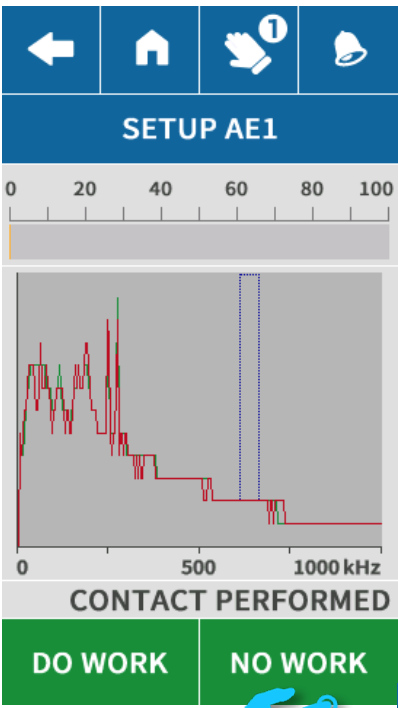 1
SETUP AE1
0 20 40 60 80 100
0 500 1000 kHz
CONTACT PERFORMED
DO WORK NO WORK